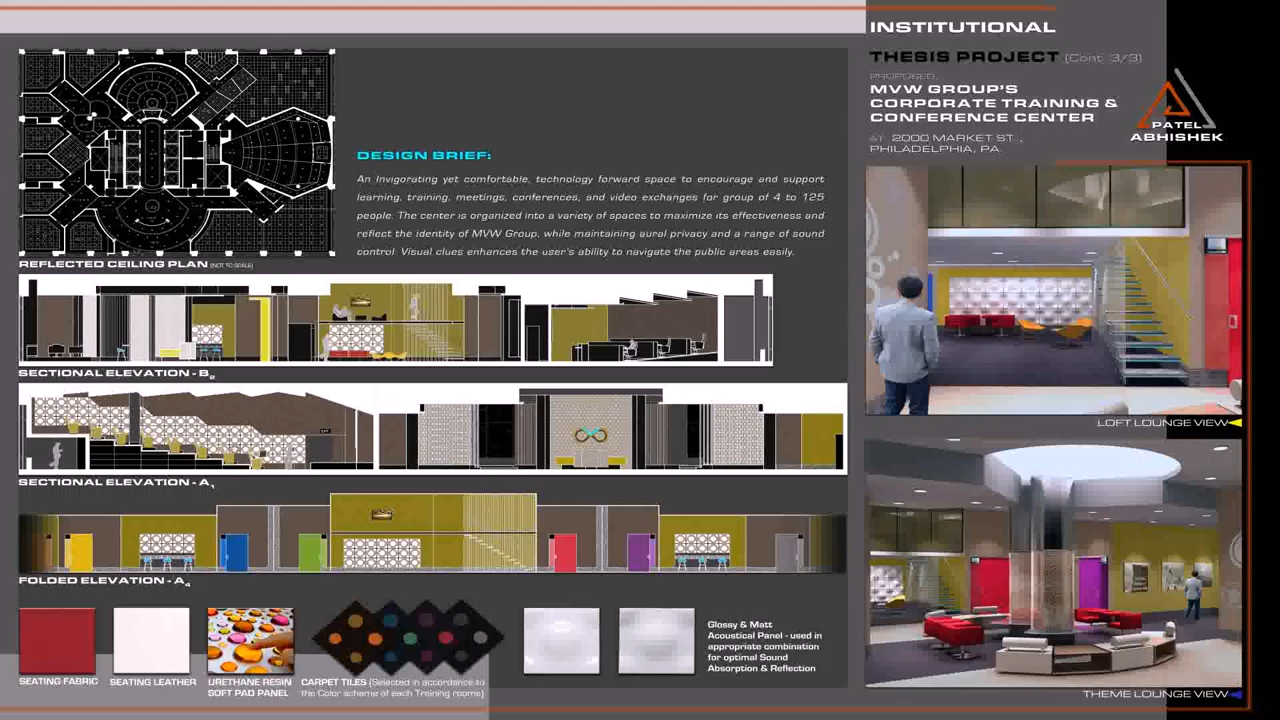 INSTITUTIONAL
THESIS PROJECT (Cont. 3/3)
PROPOSED,
MVW GROUP'S
CORPORATE TRAINING &
CONFERENCE CENTER
AT 2000 MARKET ST.,
PHILADELPHIA, PA.
PATEL
ABHISHEK
DESIGN BRIEF:
An Invigorating yet comfortable, technology forward space to encourage and support
learning, training, meetings, conferences, and video exchanges for group of 4 to 125
people. The center is organized into a variety of spaces to maximize its effectiveness and
reflect the identity of MVW Group, while maintaining aural privacy and a range of sound
control. Visual clues enhances the user's ability to navigate the public areas easily.
REFLECTED CEILING PLAN (NOT TO SCALE)
SECTIONAL ELEVATION - B2
EXIT
SECTIONAL ELEVATION - A1
FOLDED ELEVATION - A4
LOFT LOUNGE VIEW
THEME LOUNGE VIEW
SEATING FABRIC
SEATING LEATHER
URETHANE RESIN
SOFT PAD PANEL
CARPET TILES (Selected in accordance to
the Color scheme of each Training rooms)
Glossy & Matt
Acoustical Panel - used in
appropriate combination
for optimal Sound
Absorption & Reflection